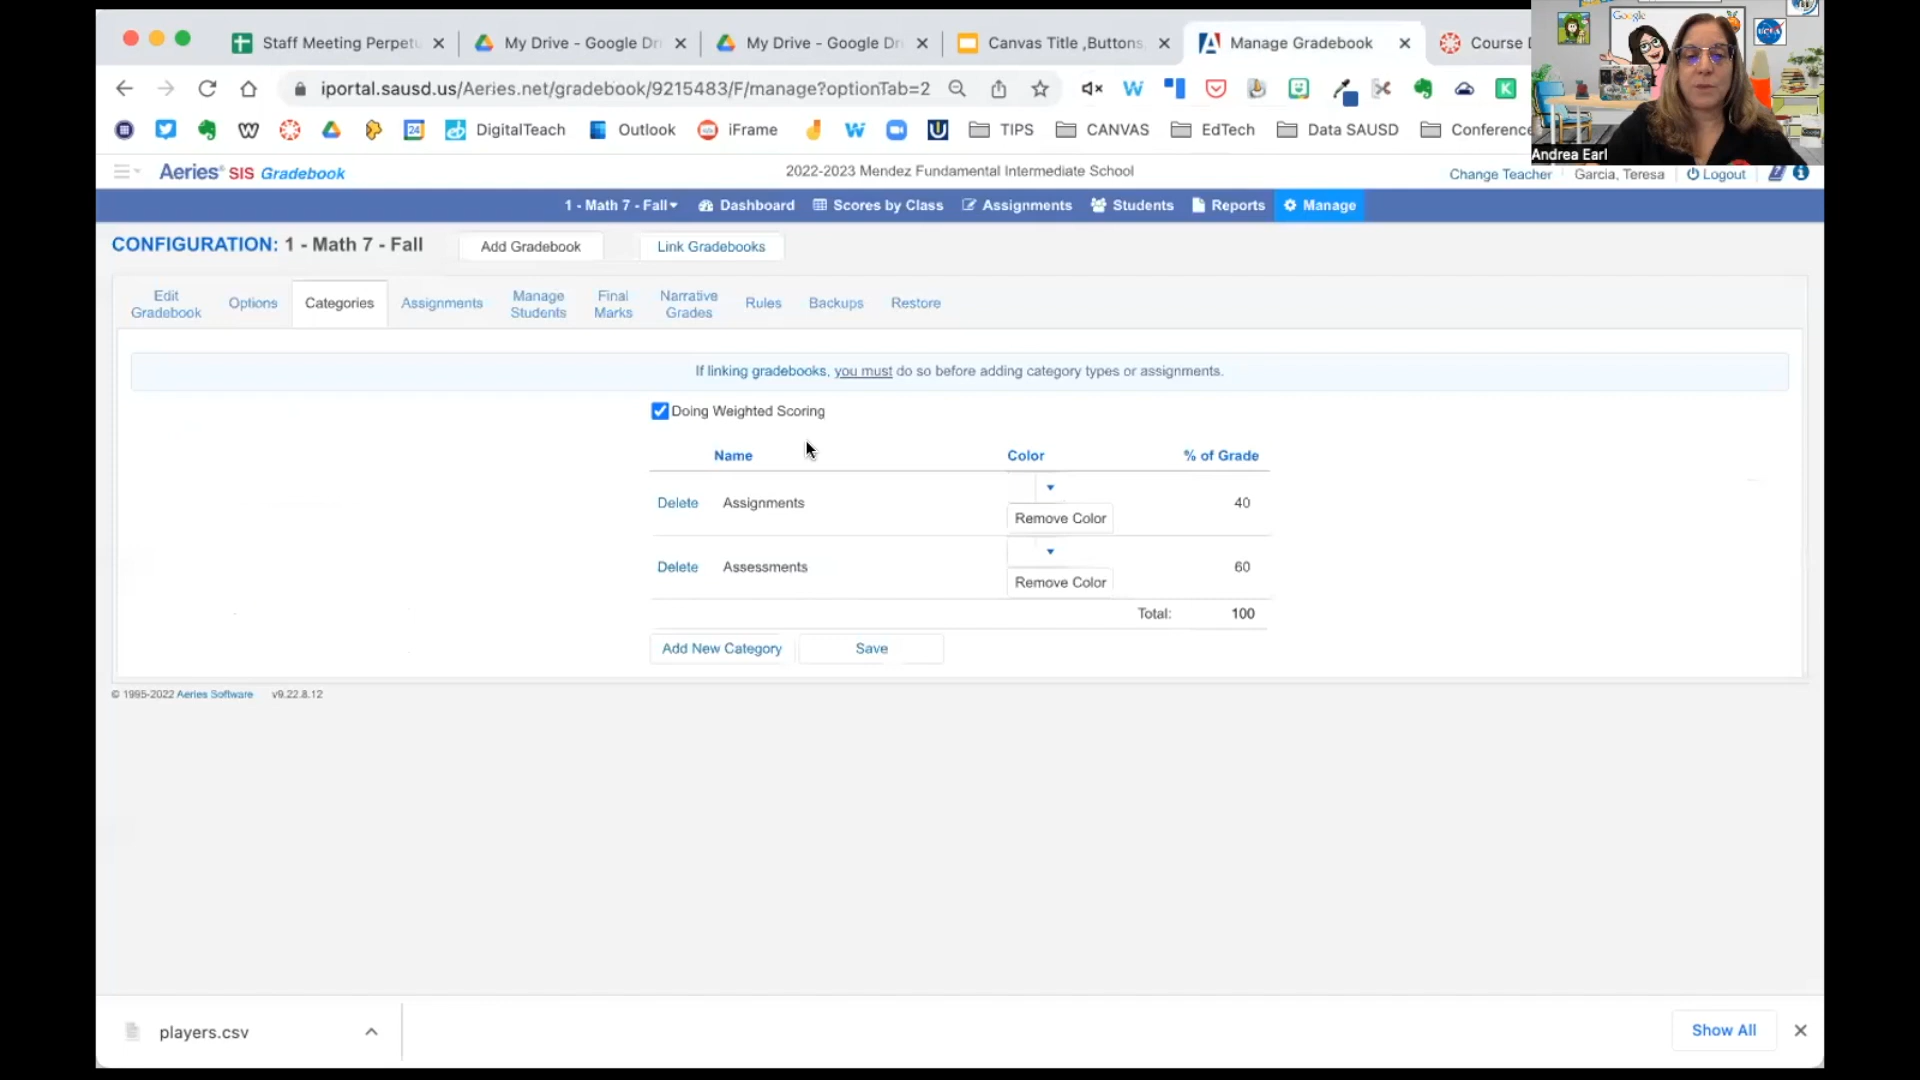 Staff Meeting Perpetu
My Drive - Google Dri
My Drive - Google Dri
Canvas Title ,Buttons,
Manage Gradebook
Course D
Google
iportal.sausd.us/Aeries.net/gradebook/9215483/F/manage?optionTab=2
DigitalTeach
Outlook
iFrame
TIPS
CANVAS
EdTech
Data SAUSD
Conference
Andrea Earl
Aeries® SIS Gradebook
2022-2023 Mendez Fundamental Intermediate School
Change Teacher
Garcia, Teresa
Logout
1 - Math 7 - Fall
Dashboard
Scores by Class
Assignments
Students
Reports
Manage
CONFIGURATION: 1 - Math 7 - Fall
Add Gradebook
Link Gradebooks
Edit Gradebook
Options
Categories
Assignments
Manage Students
Final Marks
Narrative Grades
Rules
Backups
Restore
If linking gradebooks, you must do so before adding category types or assignments.
Doing Weighted Scoring
Name Color % of Grade
Delete Assignments 40
Remove Color
Delete Assessments 60
Remove Color
Total: 100
Add New Category
Save
© 1995-2022 Aeries Software v9.22.8.12
players.csv
Show All